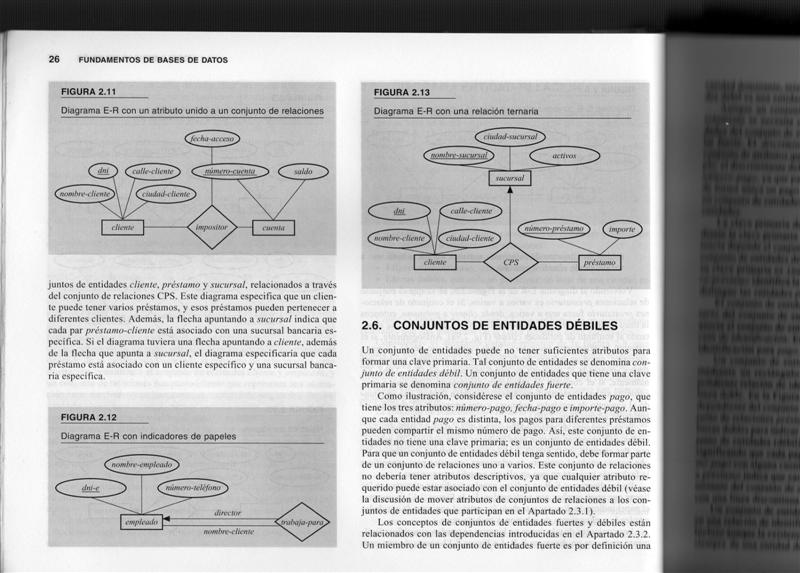 26 FUNDAMENTOS DE BASES DE DATOS
FIGURA 2.11
Diagrama E-R con un atributo unido a un conjunto de relaciones
fecha-acceso
dni
calle-cliente
número-cuenta
saldo
nombre-cliente
ciudad-cliente
cliente
impositor
cuenta
juntos de entidades cliente, préstamo y sucursal, relacionados a través
del conjunto de relaciones CPS. Este diagrama especifica que un clien-
te puede tener varios préstamos, y esos préstamos pueden pertenecer a
diferentes clientes. Además, la flecha apuntando a sucursal indica que
cada par préstamo-cliente está asociado con una sucursal bancaria es-
pecífica. Si el diagrama tuviera una flecha apuntando a cliente, además
de la flecha que apunta a sucursal, el diagrama especificaría que cada
préstamo está asociado con un cliente específico y una sucursal banca-
ria específica.
FIGURA 2.12
Diagrama E-R con indicadores de papeles
nombre-empleado
dni-e
número-teléfono
director
empleado
trabaja-para
nombre-cliente
FIGURA 2.13
Diagrama E-R con una relación ternaria
ciudad-sucursal
nombre-sucursal
activos
sucursal
dni
calle-cliente
número-préstamo
importe
nombre-cliente
ciudad-cliente
cliente
CPS
préstamo
2.6. CONJUNTOS DE ENTIDADES DÉBILES
Un conjunto de entidades puede no tener suficientes atributos para
formar una clave primaria. Tal conjunto de entidades se denomina con-
junto de entidades débil. Un conjunto de entidades que tiene una clave
primaria se denomina conjunto de entidades fuerte.
Como ilustración, considérese el conjunto de entidades pago, que
tiene los tres atributos: número-pago, fecha-pago e importe-pago. Aun-
que cada entidad pago es distinta, los pagos para diferentes préstamos
pueden compartir el mismo número de pago. Así, este conjunto de en-
tidades no tiene una clave primaria; es un conjunto de entidades débil.
Para que un conjunto de entidades débil tenga sentido, debe formar parte
de un conjunto de relaciones uno a varios. Este conjunto de relaciones
no debería tener atributos descriptivos, ya que cualquier atributo re-
querido puede estar asociado con el conjunto de entidades débil (véase
la discusión de mover atributos de conjuntos de relaciones a los con-
juntos de entidades que participan en el Apartado 2.3.1).
Los conceptos de conjuntos de entidades fuertes y débiles están
relacionados con las dependencias introducidas en el Apartado 2.3.2.
Un miembro de un conjunto de entidades fuerte es por definición una